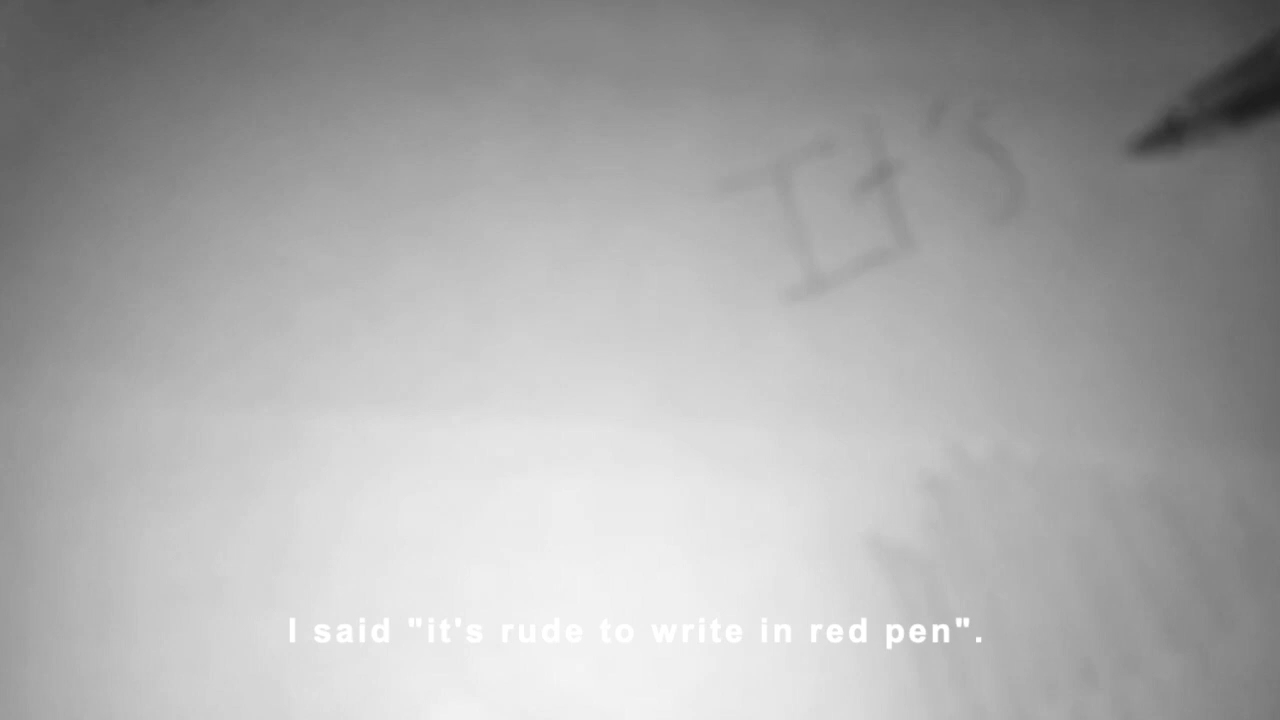 It's
I said "it's rude to write in red pen".